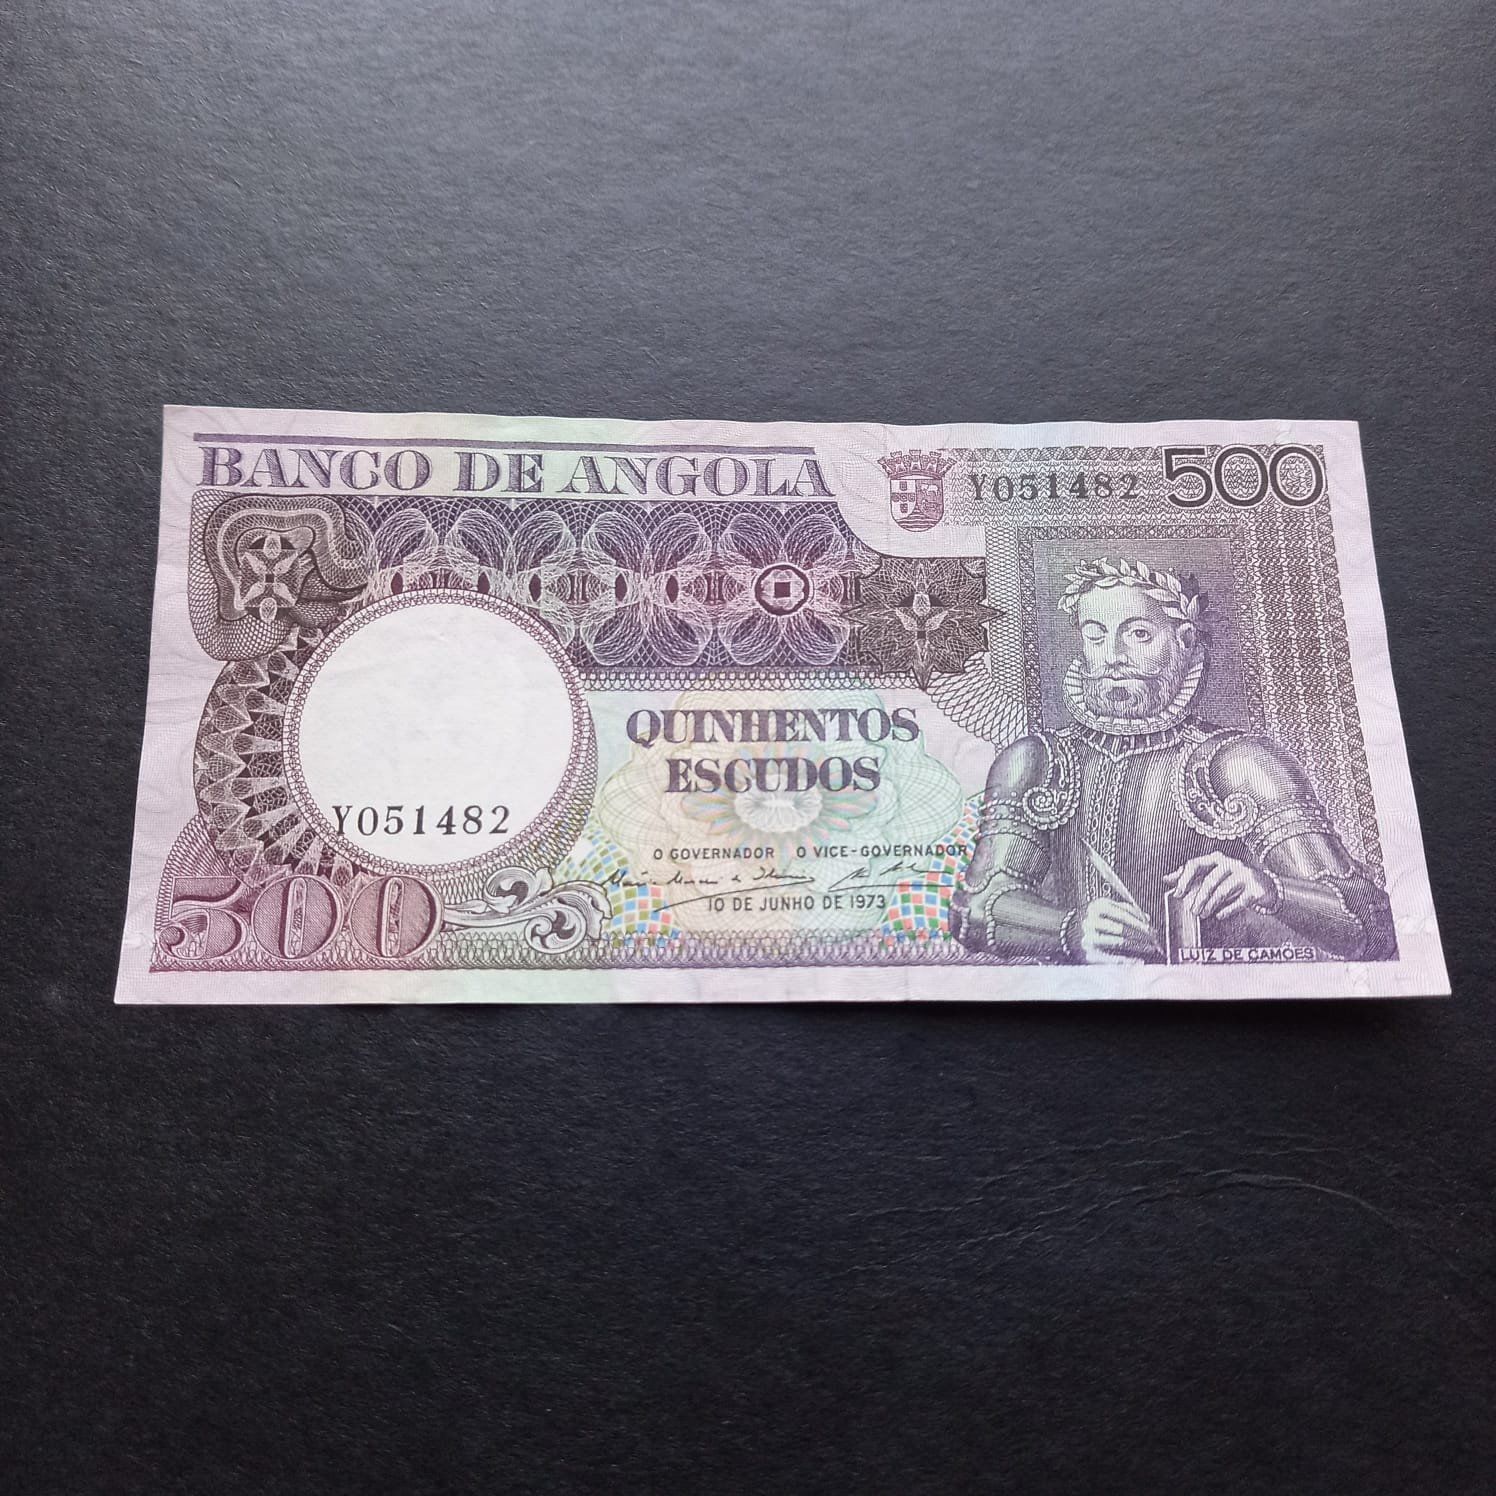 BANCO DE ANGOLA
Y051482
500
QUINHENTOS
ESCUDOS
Y051482
O GOVERNADOR O VICE-GOVERNADOR
10 DE JUNHO DE 1973
500
LUIZ DE CAMÕES